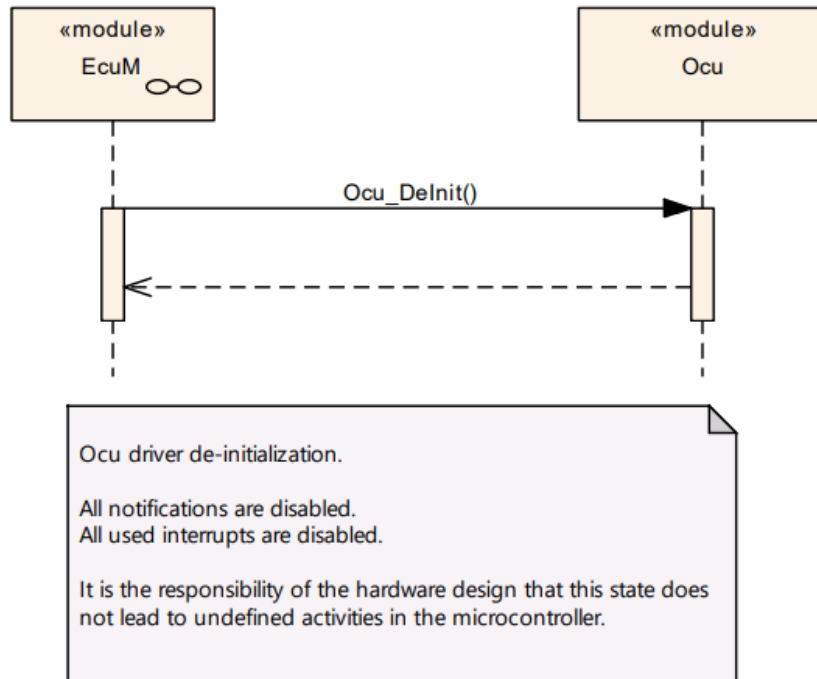 «module»
EcuM
«module»
Ocu
Ocu_DeInit()
Ocu driver de-initialization.
All notifications are disabled.
All used interrupts are disabled.
It is the responsibility of the hardware design that this state does
not lead to undefined activities in the microcontroller.